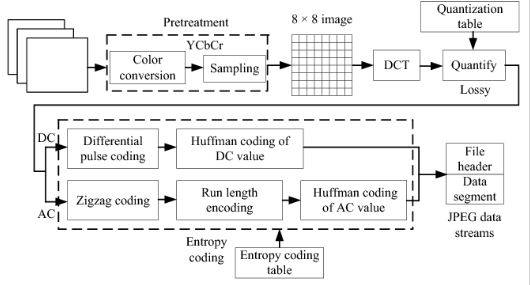 Pretreatment
8 × 8 image
Quantization
table
YCbCr
Color
conversion
Sampling
DCT
Quantify
Lossy
DC
Differential
pulse coding
Huffman coding of
DC value
File
header
Data
segment
AC
Zigzag coding
Run length
encoding
Huffman coding
of AC value
JPEG data
streams
Entropy
coding
Entropy coding
table